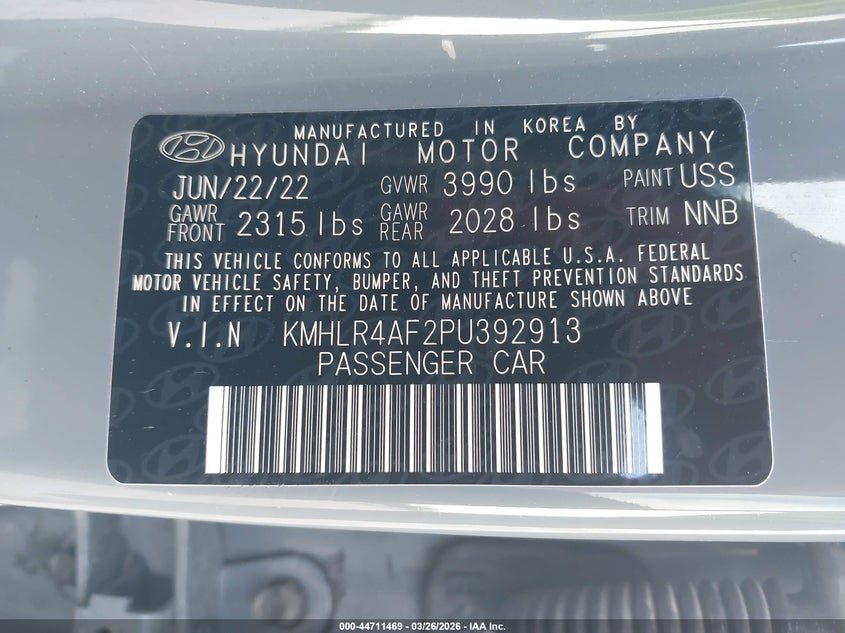 MANUFACTURED IN KOREA BY
HYUNDAI MOTOR COMPANY
JUN/22/22 GVWR 3990 lbs PAINT USS
GAWR FRONT 2315 lbs GAWR REAR 2028 lbs TRIM NNB
THIS VEHICLE CONFORMS TO ALL APPLICABLE U.S.A. FEDERAL
MOTOR VEHICLE SAFETY, BUMPER, AND THEFT PREVENTION STANDARDS
IN EFFECT ON THE DATE OF MANUFACTURE SHOWN ABOVE
V.I.N KMHLR4AF2PU392913
PASSENGER CAR
000-44711469 - 03/26/2026 - IAA Inc.